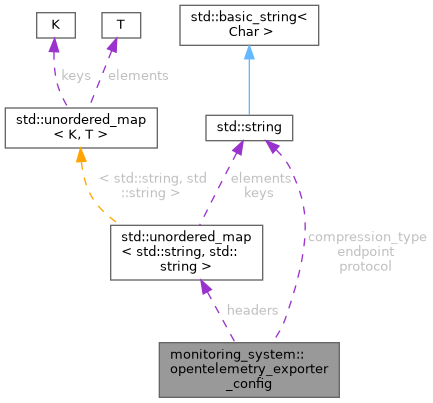 K
T
std::basic_string<
Char >
keys
elements
std::unordered_map
< K, T >
std::string
< std::string, std
::string >
elements
keys
std::unordered_map
< std::string, std::
string >
compression_type
endpoint
protocol
headers
monitoring_system::
opentelemetry_exporter
_config